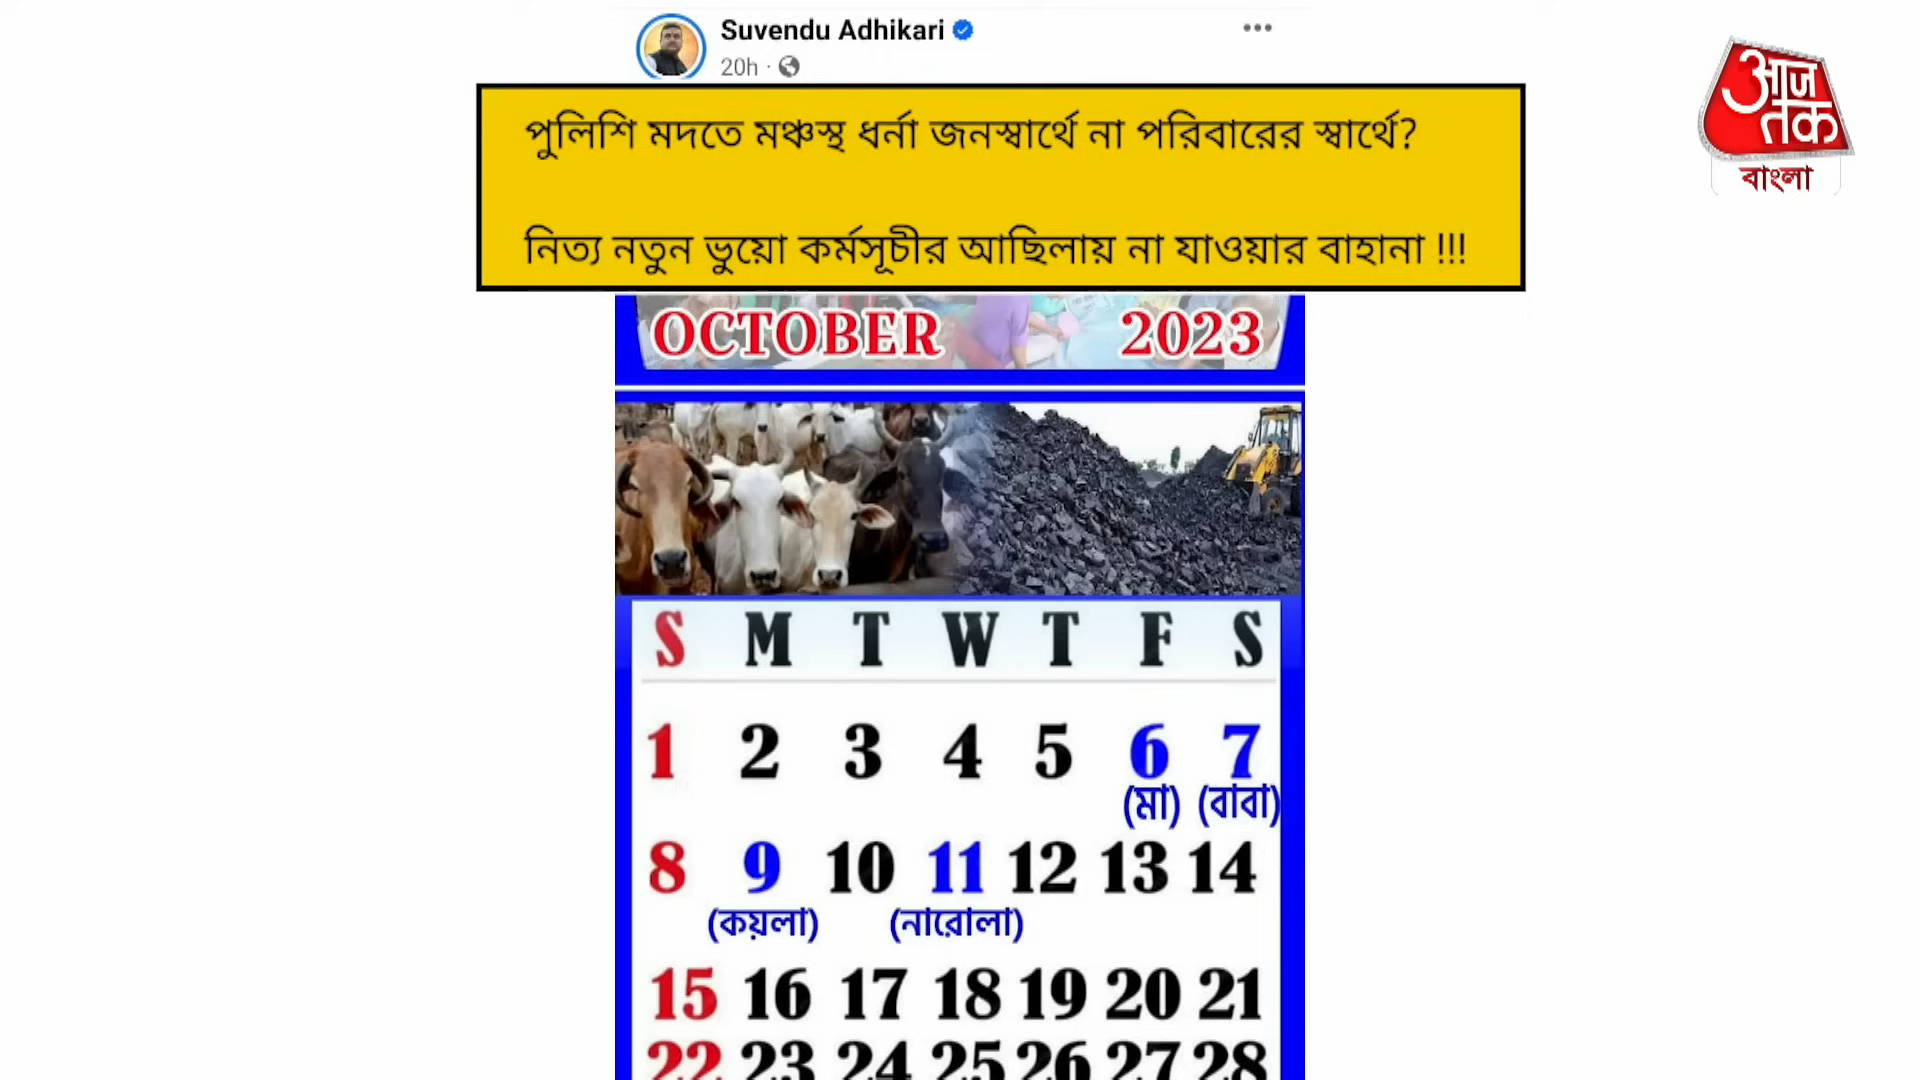 Suvendu Adhikari
20h ·
आज तक
বাংলা
পুলিশি মদতে মঞ্চস্থ ধর্না জনস্বার্থে না পরিবারের স্বার্থে?
নিত্য নতুন ভুয়ো কর্মসূচীর আছিলায় না যাওয়ার বাহানা !!!
OCTOBER 2023
S M T W T F S
1 2 3 4 5 6 7
(মা) (বাবা)
8 9 10 11 12 13 14
(কয়লা) (নারোলা)
15 16 17 18 19 20 21
22 23 24 25 26 27 28